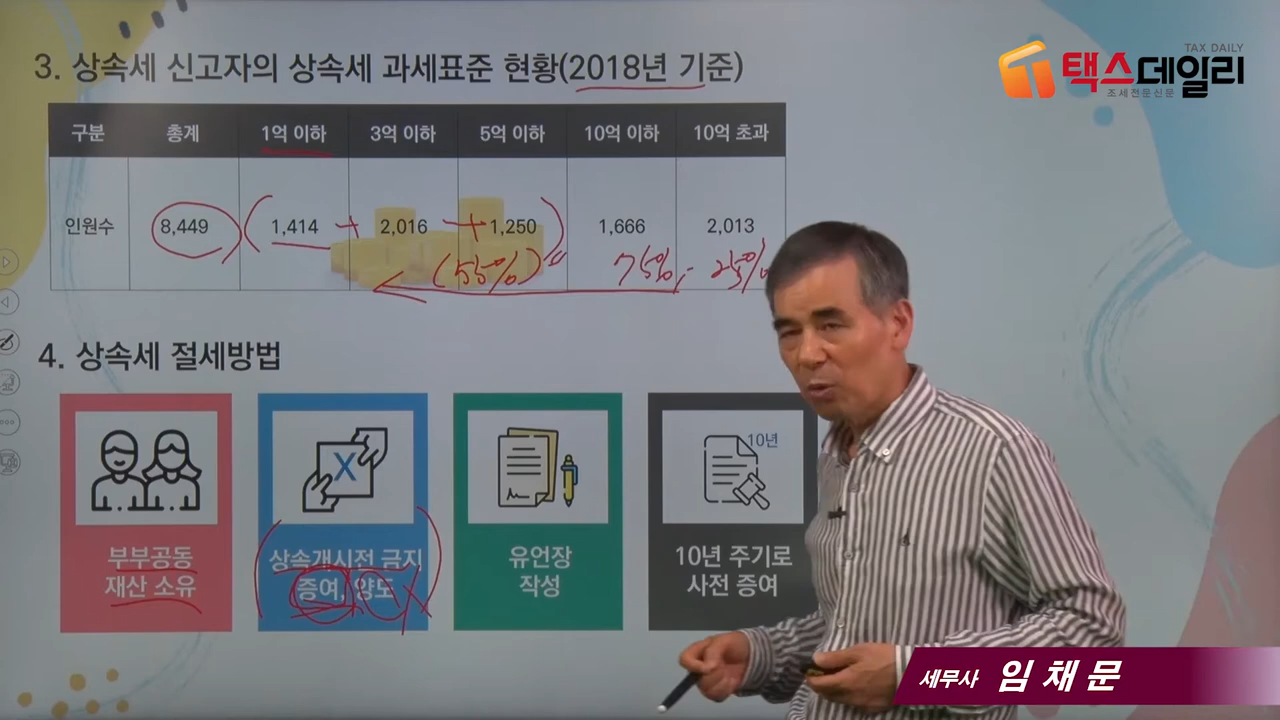 3. 상속세 신고자의 상속세 과세표준 현황(2018년 기준)
TAX DAILY
택스데일리
조세전문신문
구분 총계 1억 이하 3억 이하 5억 이하 10억 이하 10억 초과
인원수 8,449 ( 1,414 + 2,016 + 1,250 ) 1,666 2,013
(55%) 75% 25%
4. 상속세 절세방법
X
10년
부부공동
재산 소유
상속개시전 금지
증여, 양도
유언장
작성
10년 주기로
사전 증여
세무사 임채문